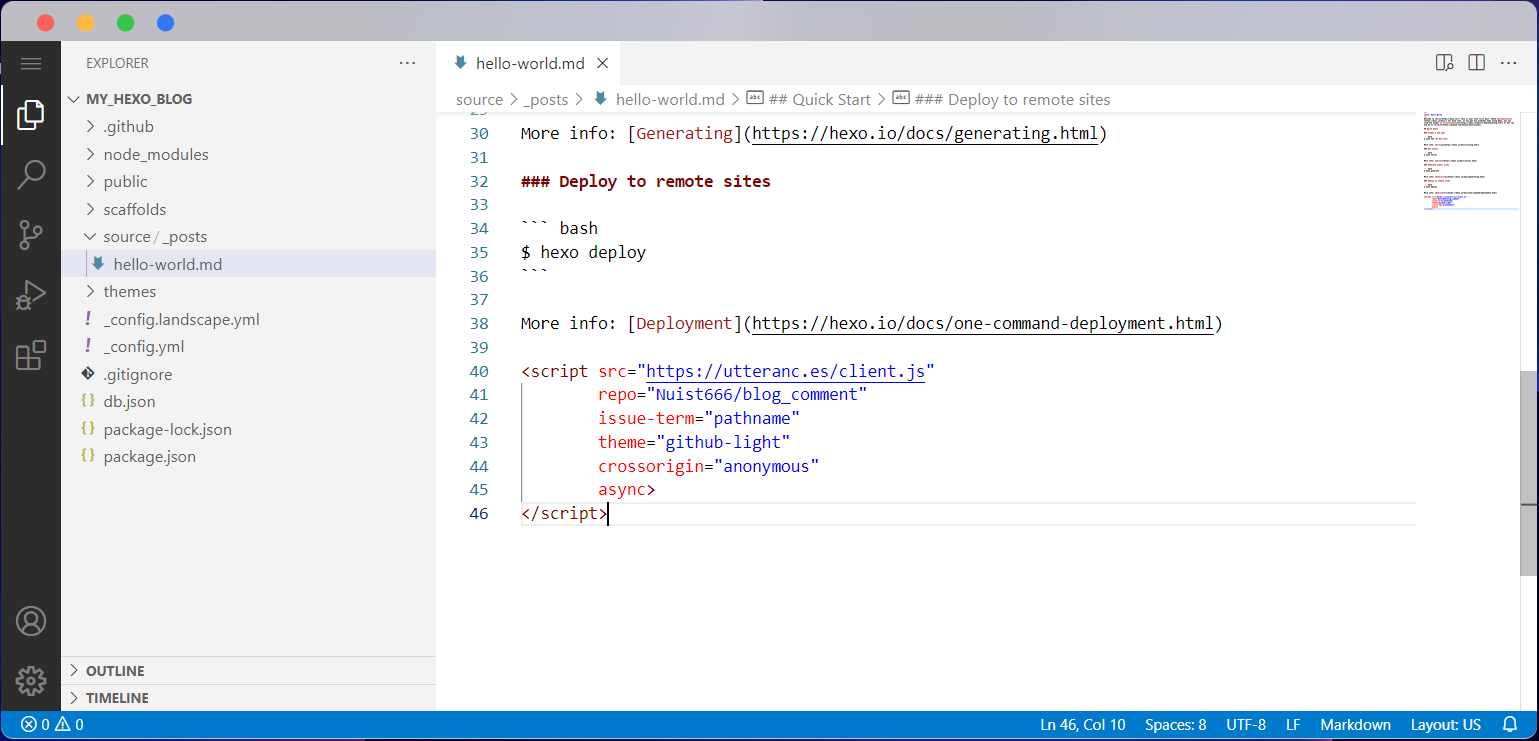 EXPLORER
MY_HEXO_BLOG
.github
node_modules
public
scaffolds
source / _posts
hello-world.md
themes
! _config.landscape.yml
! _config.yml
.gitignore
{} db.json
{} package-lock.json
{} package.json
OUTLINE
TIMELINE
hello-world.md
source > _posts > hello-world.md > abc ## Quick Start > abc ### Deploy to remote sites
30 More info: [Generating](https://hexo.io/docs/generating.html)
31
32 ### Deploy to remote sites
33
34 ``` bash
35 $ hexo deploy
36 ```
37
38 More info: [Deployment](https://hexo.io/docs/one-command-deployment.html)
39
40 <script src="https://utteranc.es/client.js"
41 repo="Nuist666/blog_comment"
42 issue-term="pathname"
43 theme="github-light"
44 crossorigin="anonymous"
45 async>
46 </script>
0 0 Ln 46, Col 10 Spaces: 8 UTF-8 LF Markdown Layout: US